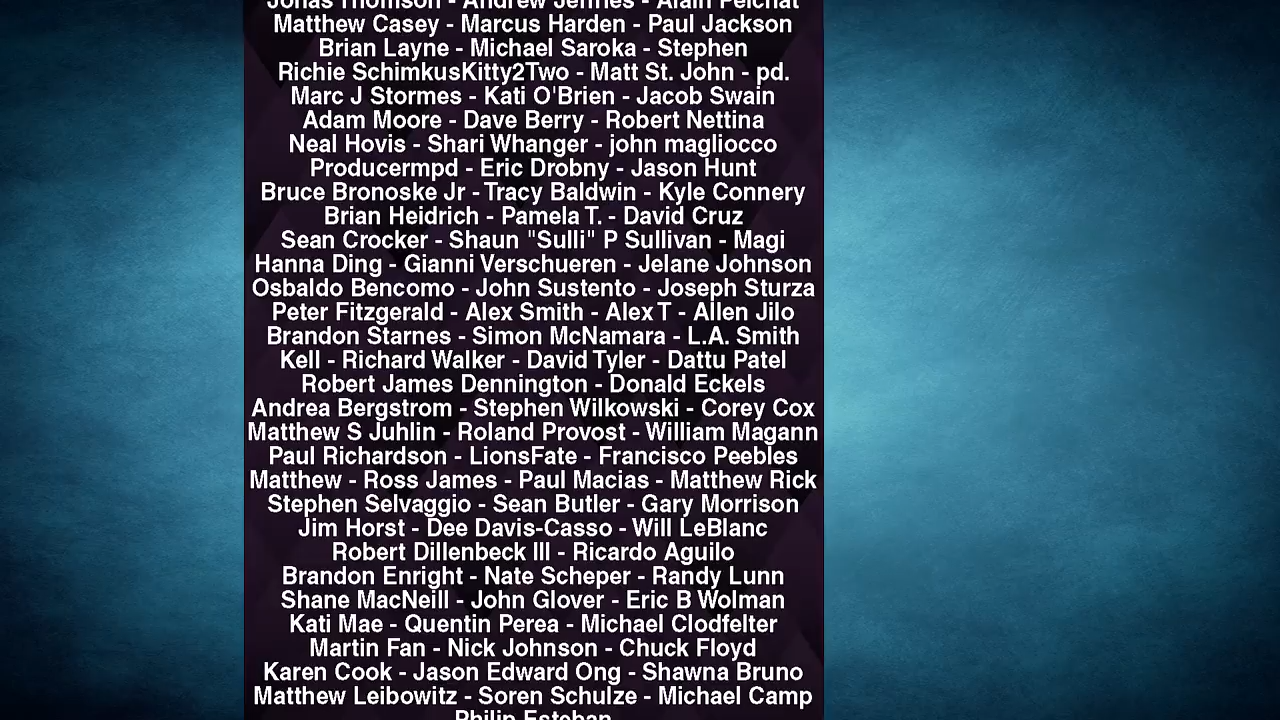 Jonas Thomson - Andrew Jeffries - Alain Pelchat
Matthew Casey - Marcus Harden - Paul Jackson
Brian Layne - Michael Saroka - Stephen
Richie SchimkusKitty2Two - Matt St. John - pd.
Marc J Stormes - Kati O'Brien - Jacob Swain
Adam Moore - Dave Berry - Robert Nettina
Neal Hovis - Shari Whanger - john magliocco
Producermpd - Eric Drobny - Jason Hunt
Bruce Bronoske Jr - Tracy Baldwin - Kyle Connery
Brian Heidrich - Pamela T. - David Cruz
Sean Crocker - Shaun "Sulli" P Sullivan - Magi
Hanna Ding - Gianni Verschueren - Jelane Johnson
Osbaldo Bencomo - John Sustento - Joseph Sturza
Peter Fitzgerald - Alex Smith - Alex T - Allen Jilo
Brandon Starnes - Simon McNamara - L.A. Smith
Kell - Richard Walker - David Tyler - Dattu Patel
Robert James Dennington - Donald Eckels
Andrea Bergstrom - Stephen Wilkowski - Corey Cox
Matthew S Juhlin - Roland Provost - William Magann
Paul Richardson - LionsFate - Francisco Peebles
Matthew - Ross James - Paul Macias - Matthew Rick
Stephen Selvaggio - Sean Butler - Gary Morrison
Jim Horst - Dee Davis-Casso - Will LeBlanc
Robert Dillenbeck III - Ricardo Aguilo
Brandon Enright - Nate Scheper - Randy Lunn
Shane MacNeill - John Glover - Eric B Wolman
Kati Mae - Quentin Perea - Michael Clodfelter
Martin Fan - Nick Johnson - Chuck Floyd
Karen Cook - Jason Edward Ong - Shawna Bruno
Matthew Leibowitz - Soren Schulze - Michael Camp
Philip Esteban